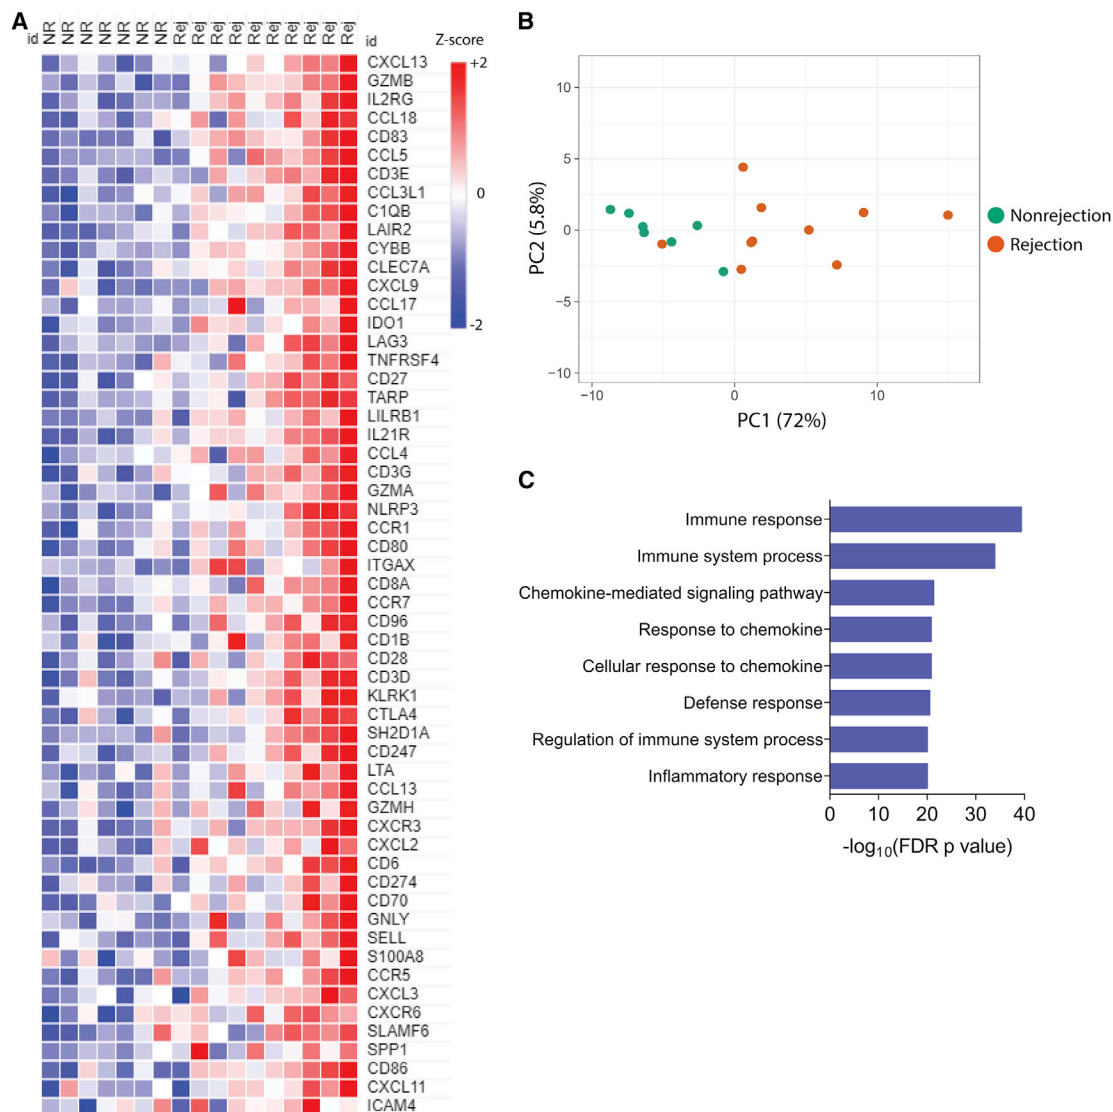 A
id NR NR NR NR NR NR NR Rej Rej Rej Rej Rej Rej Rej Rej Rej Rej id Z-score
+2
0
-2
CXCL13
GZMB
IL2RG
CCL18
CD83
CCL5
CD3E
CCL3L1
C1QB
LAIR2
CYBB
CLEC7A
CXCL9
CCL17
IDO1
LAG3
TNFRSF4
CD27
TARP
LILRB1
IL21R
CCL4
CD3G
GZMA
NLRP3
CCR1
CD80
ITGAX
CD8A
CCR7
CD96
CD1B
CD28
CD3D
KLRK1
CTLA4
SH2D1A
CD247
LTA
CCL13
GZMH
CXCR3
CXCL2
CD6
CD274
CD70
GNLY
SELL
S100A8
CCR5
CXCL3
CXCR6
SLAMF6
SPP1
CD86
CXCL11
ICAM4
B
PC2 (5.8%)
10
5
0
−5
−10
−10 0 10
PC1 (72%)
Nonrejection
Rejection
C
Immune response
Immune system process
Chemokine-mediated signaling pathway
Response to chemokine
Cellular response to chemokine
Defense response
Regulation of immune system process
Inflammatory response
0 10 20 30 40
-log10(FDR p value)